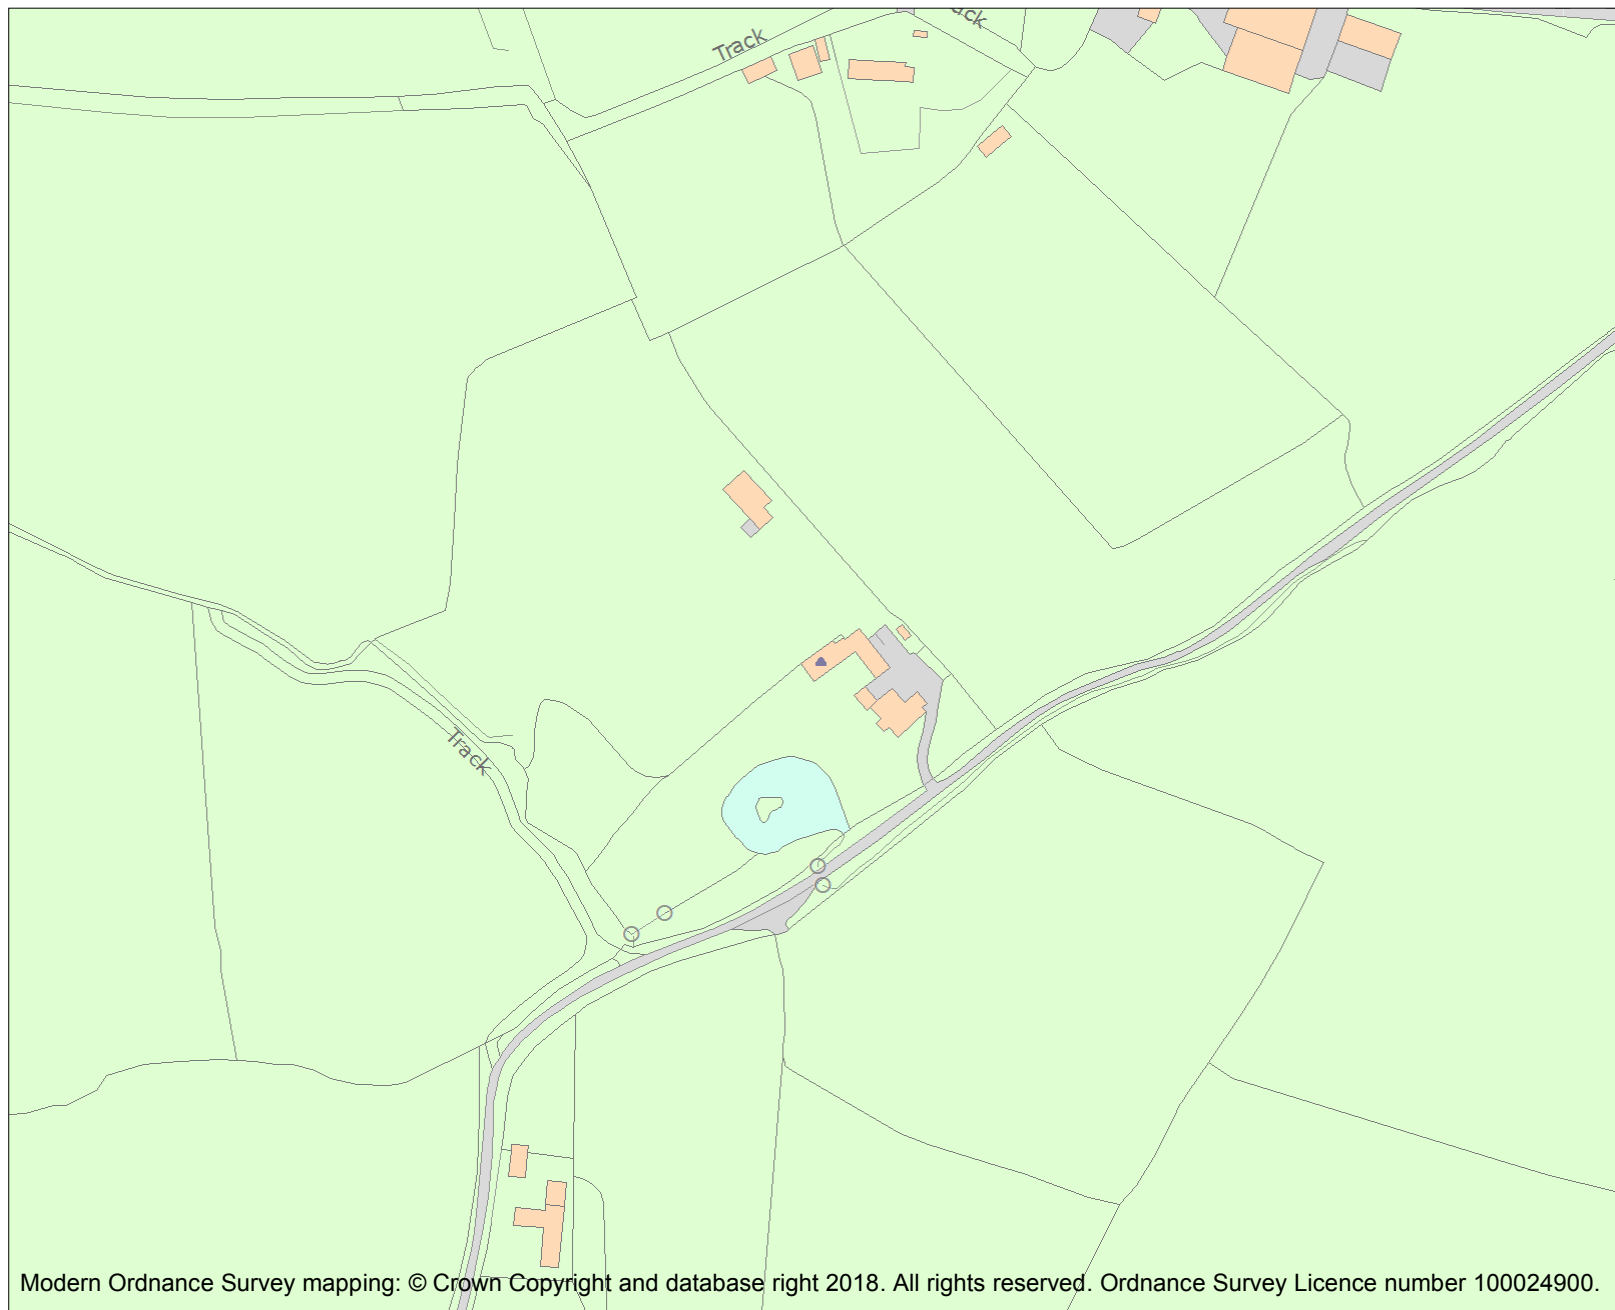 Track
ack
Track
Modern Ordnance Survey mapping: © Crown Copyright and database right 2018. All rights reserved. Ordnance Survey Licence number 100024900.